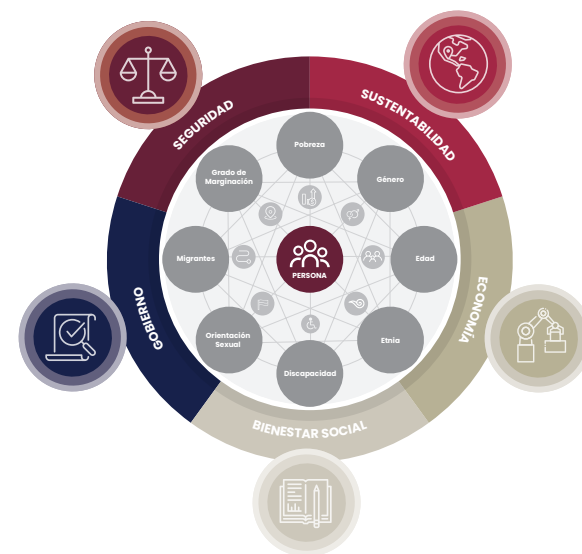 SEGURIDAD
SUSTENTABILIDAD
ECONOMÍA
BIENESTAR SOCIAL
GOBIERNO
Pobreza
Género
Edad
Etnia
Discapacidad
Orientación
Sexual
Migrantes
Grado de
Marginación
PERSONA